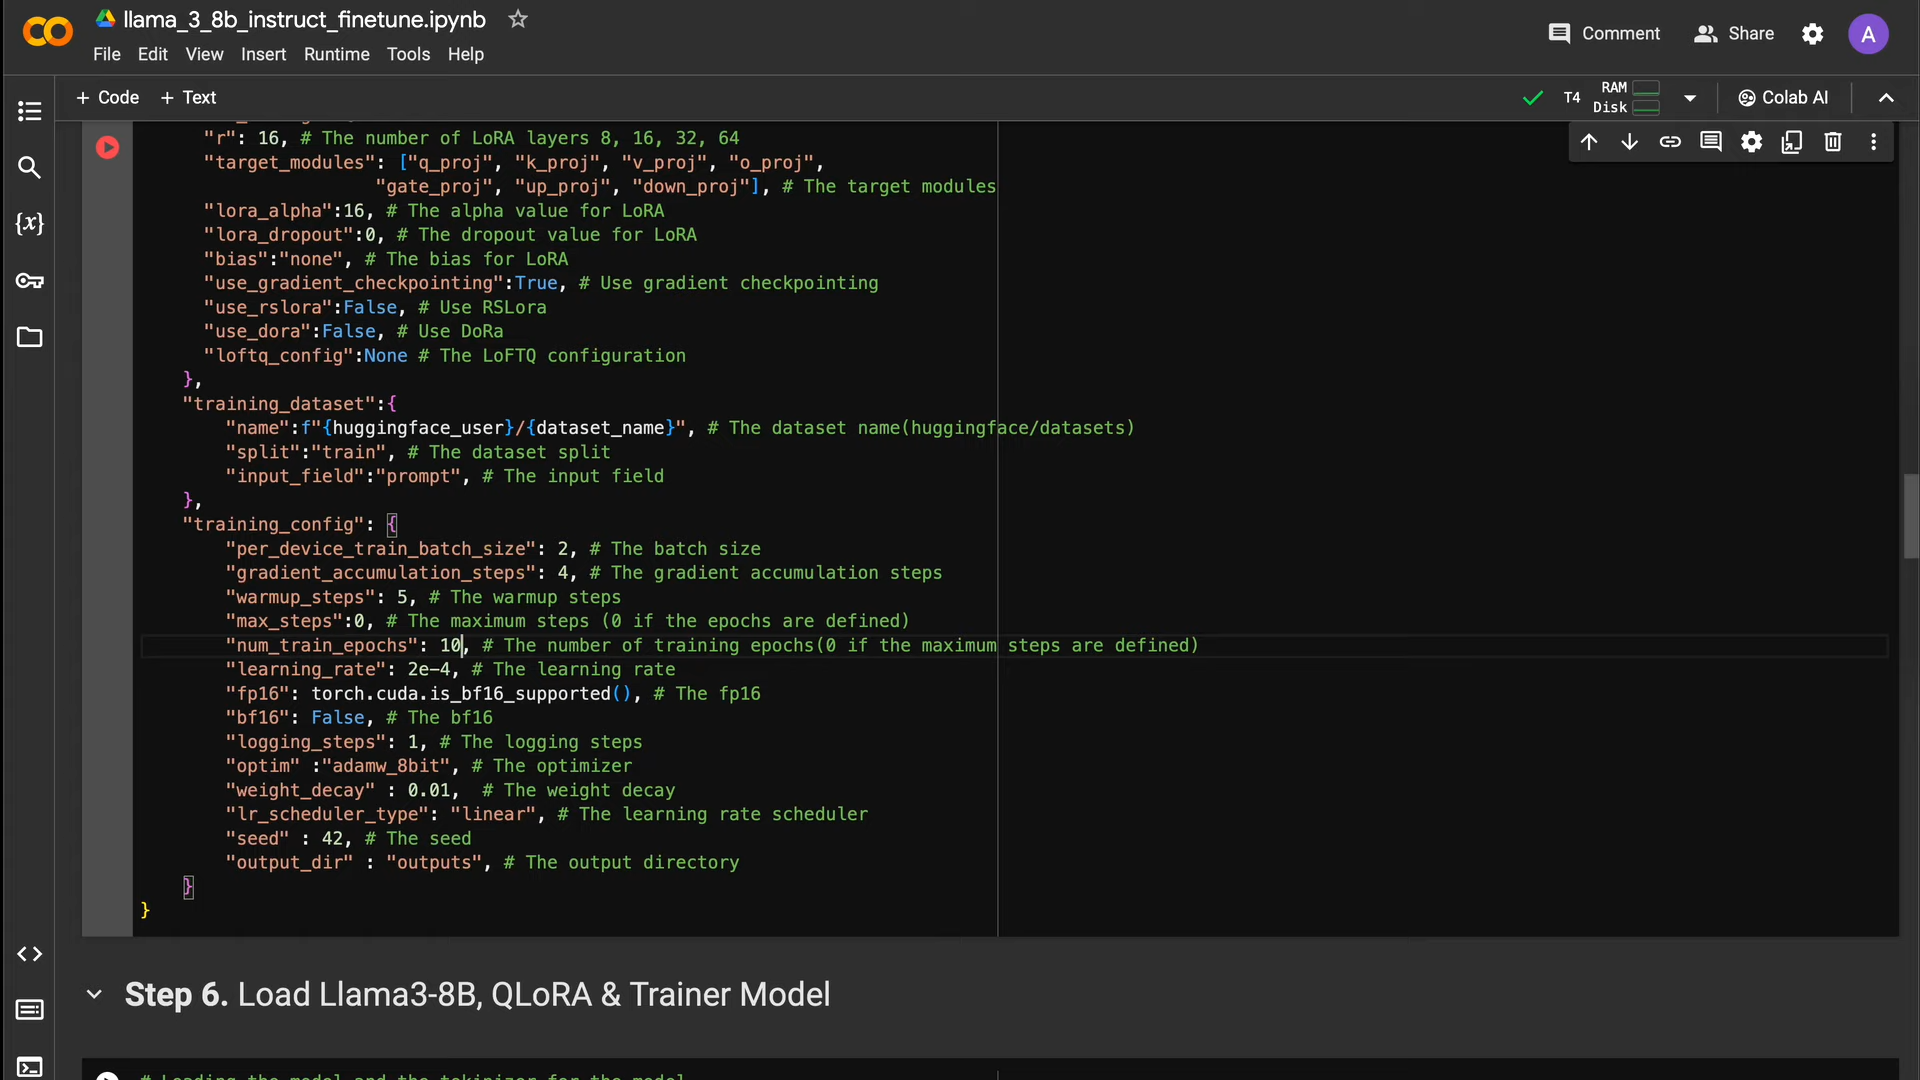 llama_3_8b_instruct_finetune.ipynb
File Edit View Insert Runtime Tools Help
Comment
Share
A
+ Code + Text
T4
RAM
Disk
Colab AI
"r": 16, # The number of LoRA layers 8, 16, 32, 64
"target_modules": ["q_proj", "k_proj", "v_proj", "o_proj",
"gate_proj", "up_proj", "down_proj"], # The target modules
"lora_alpha":16, # The alpha value for LoRA
"lora_dropout":0, # The dropout value for LoRA
"bias":"none", # The bias for LoRA
"use_gradient_checkpointing":True, # Use gradient checkpointing
"use_rslora":False, # Use RSLora
"use_dora":False, # Use DoRa
"loftq_config":None # The LoFTQ configuration
},
"training_dataset":{
"name":f"{huggingface_user}/{dataset_name}", # The dataset name(huggingface/datasets)
"split":"train", # The dataset split
"input_field":"prompt", # The input field
},
"training_config": {
"per_device_train_batch_size": 2, # The batch size
"gradient_accumulation_steps": 4, # The gradient accumulation steps
"warmup_steps": 5, # The warmup steps
"max_steps":0, # The maximum steps (0 if the epochs are defined)
"num_train_epochs": 10, # The number of training epochs(0 if the maximum steps are defined)
"learning_rate": 2e-4, # The learning rate
"fp16": torch.cuda.is_bf16_supported(), # The fp16
"bf16": False, # The bf16
"logging_steps": 1, # The logging steps
"optim" :"adamw_8bit", # The optimizer
"weight_decay" : 0.01,  # The weight decay
"lr_scheduler_type": "linear", # The learning rate scheduler
"seed" : 42, # The seed
"output_dir" : "outputs", # The output directory
}
}
Step 6. Load Llama3-8B, QLoRA & Trainer Model
# Loading the model and the tokinizer for the model